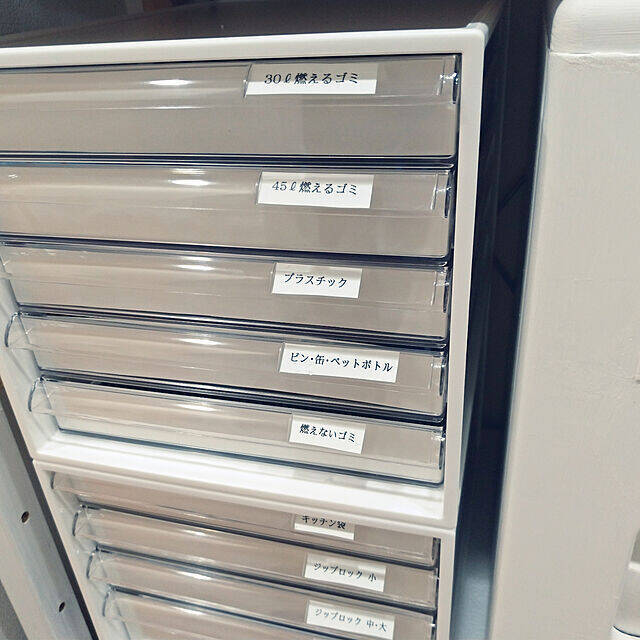 30ℓ燃えるゴミ
45ℓ燃えるゴミ
プラスチック
ビン・缶・ペットボトル
燃えないゴミ
キッチン袋
ジップロック 小
ジップロック 中・大